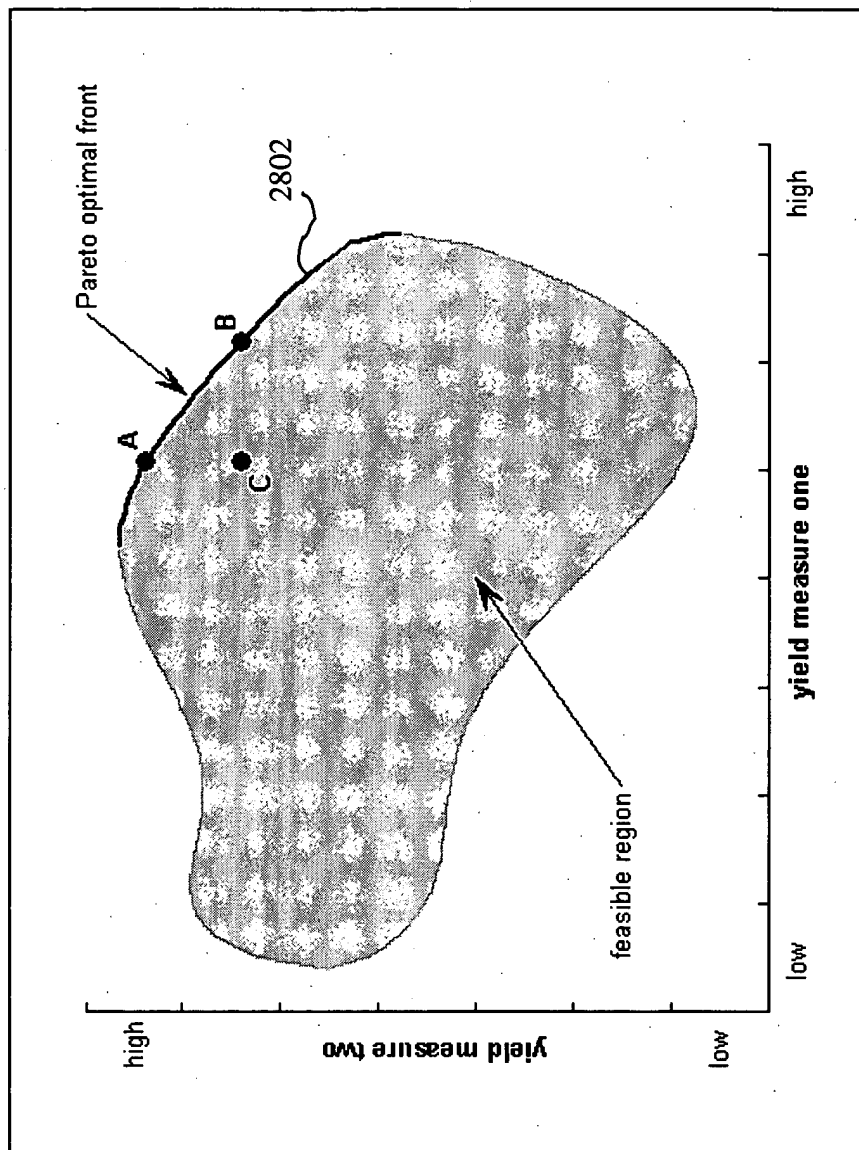 Pareto optimal front
2802
A
B
C
high
yield measure two
low
feasible region
low
high
yield measure one